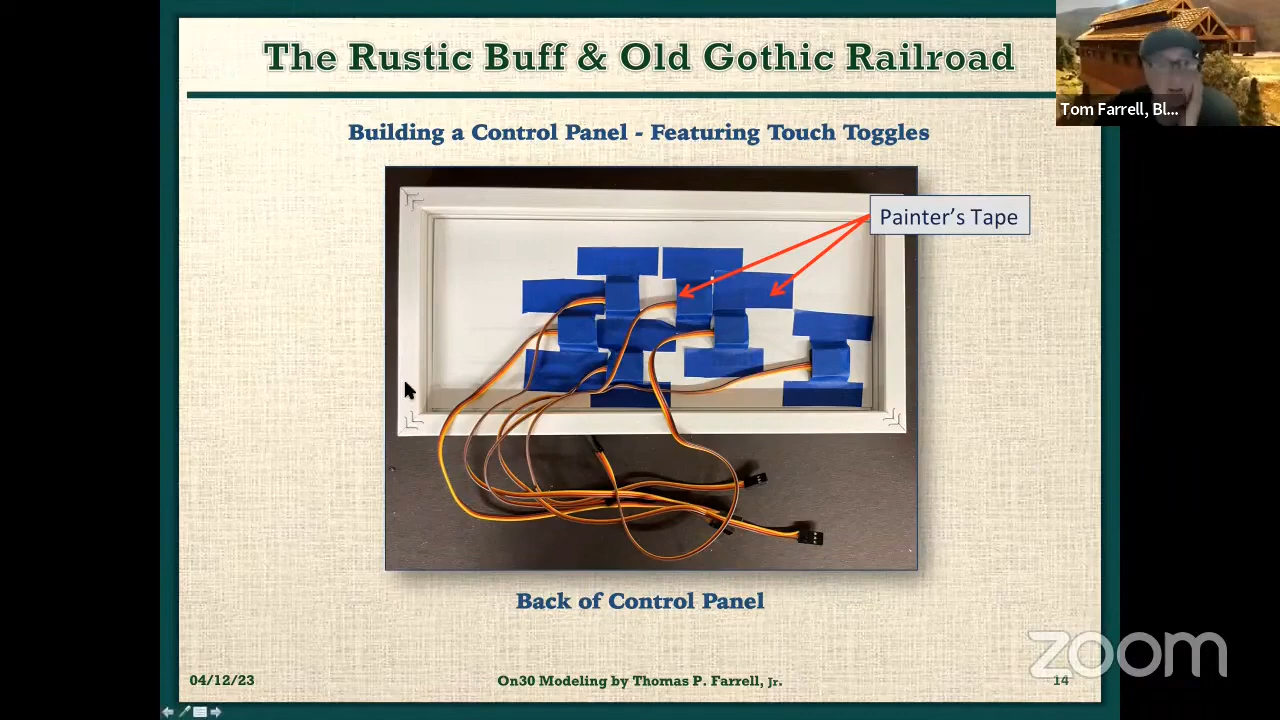 The Rustic Buff & Old Gothic Railroad
Tom Farrell, Bl...
Building a Control Panel - Featuring Touch Toggles
Painter's Tape
Back of Control Panel
zoom
04/12/23
On30 Modeling by Thomas P. Farrell, Jr.
14